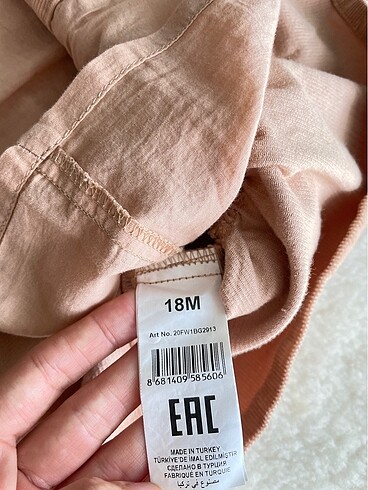 18M
Art No. 20FW1BG2913
8 681409 585606
EAC
MADE IN TURKEY
TÜRKİYE'DE İMAL EDİLMİŞTİR
СДЕЛАНО В ТУРЦИИ
FABRIQUÉ EN TURQUIE
مصنوع في تركيا